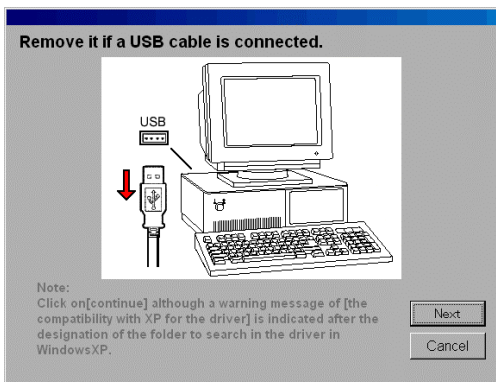 Remove it if a USB cable is connected.
USB
Note:
Click on[continue] although a warning message of [the
compatibility with XP for the driver] is indicated after the
designation of the folder to search in the driver in
WindowsXP.
Next
Cancel